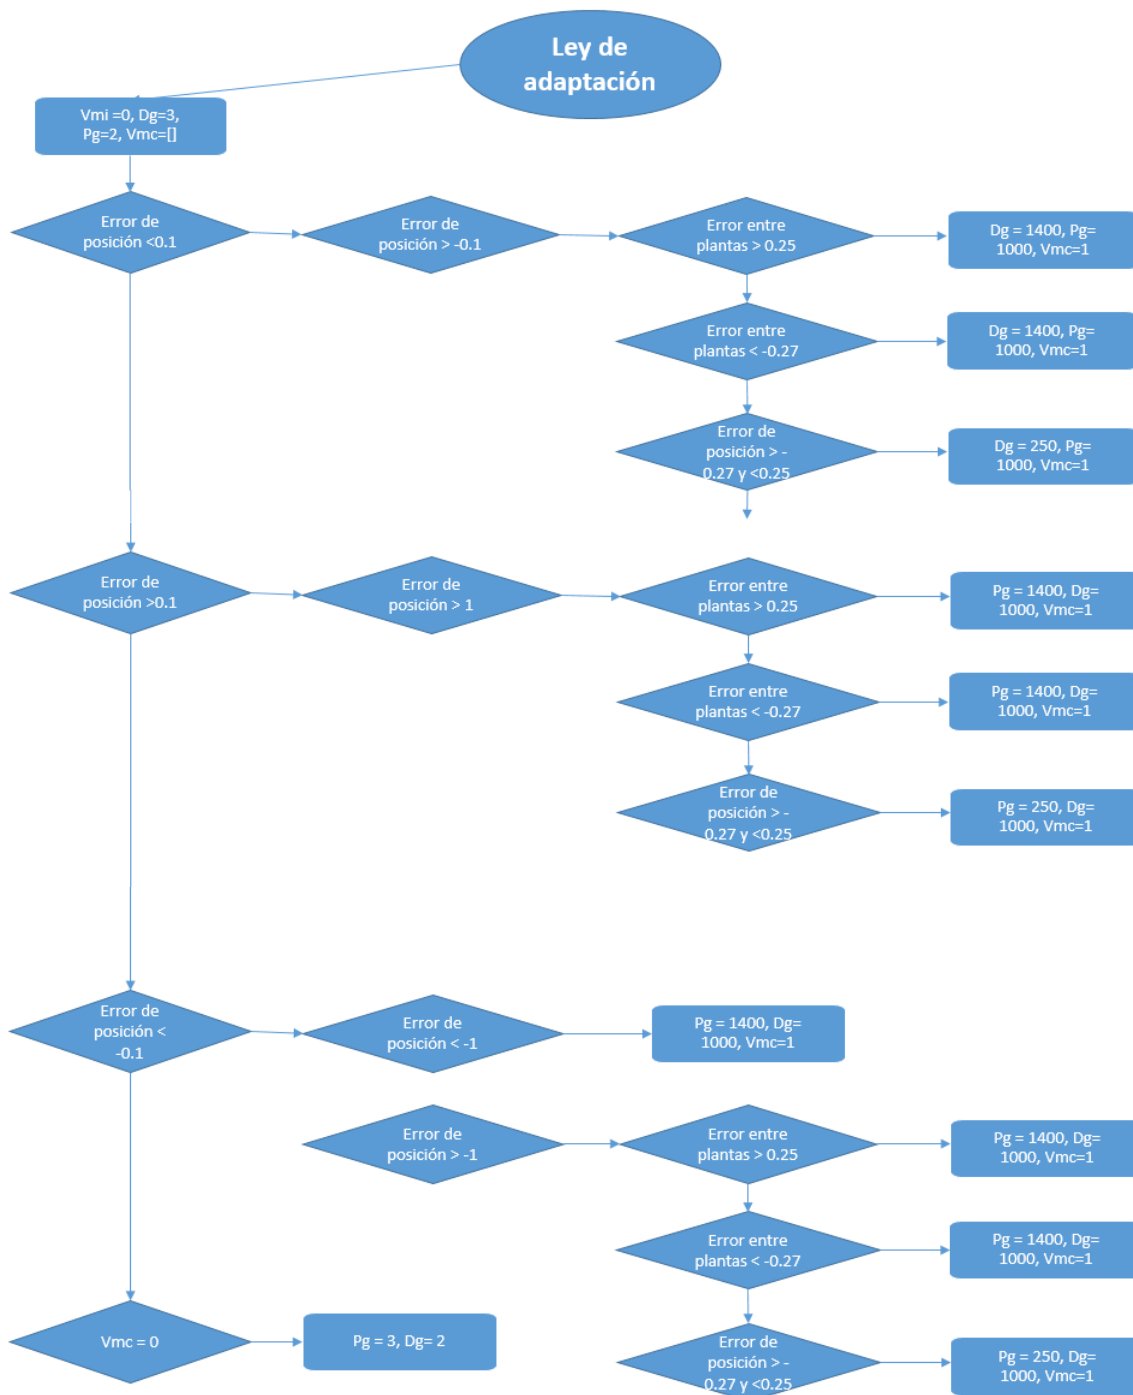 Ley de
adaptación
Vmi =0, Dg=3,
Pg=2, Vmc=[]
Error de
posición <0.1
Error de
posición > -0.1
Error entre
plantas > 0.25
Dg = 1400, Pg=
1000, Vmc=1
Error entre
plantas < -0.27
Dg = 1400, Pg=
1000, Vmc=1
Error de
posición > -
0.27 y <0.25
Dg = 250, Pg=
1000, Vmc=1
Error de
posición >0.1
Error de
posición > 1
Error entre
plantas > 0.25
Pg = 1400, Dg=
1000, Vmc=1
Error entre
plantas < -0.27
Pg = 1400, Dg=
1000, Vmc=1
Error de
posición > -
0.27 y <0.25
Pg = 250, Dg=
1000, Vmc=1
Error de
posición <
-0.1
Error de
posición < -1
Pg = 1400, Dg=
1000, Vmc=1
Error de
posición > -1
Error entre
plantas > 0.25
Pg = 1400, Dg=
1000, Vmc=1
Error entre
plantas < -0.27
Pg = 1400, Dg=
1000, Vmc=1
Vmc = 0
Pg = 3, Dg= 2
Error de
posición > -
0.27 y <0.25
Pg = 250, Dg=
1000, Vmc=1